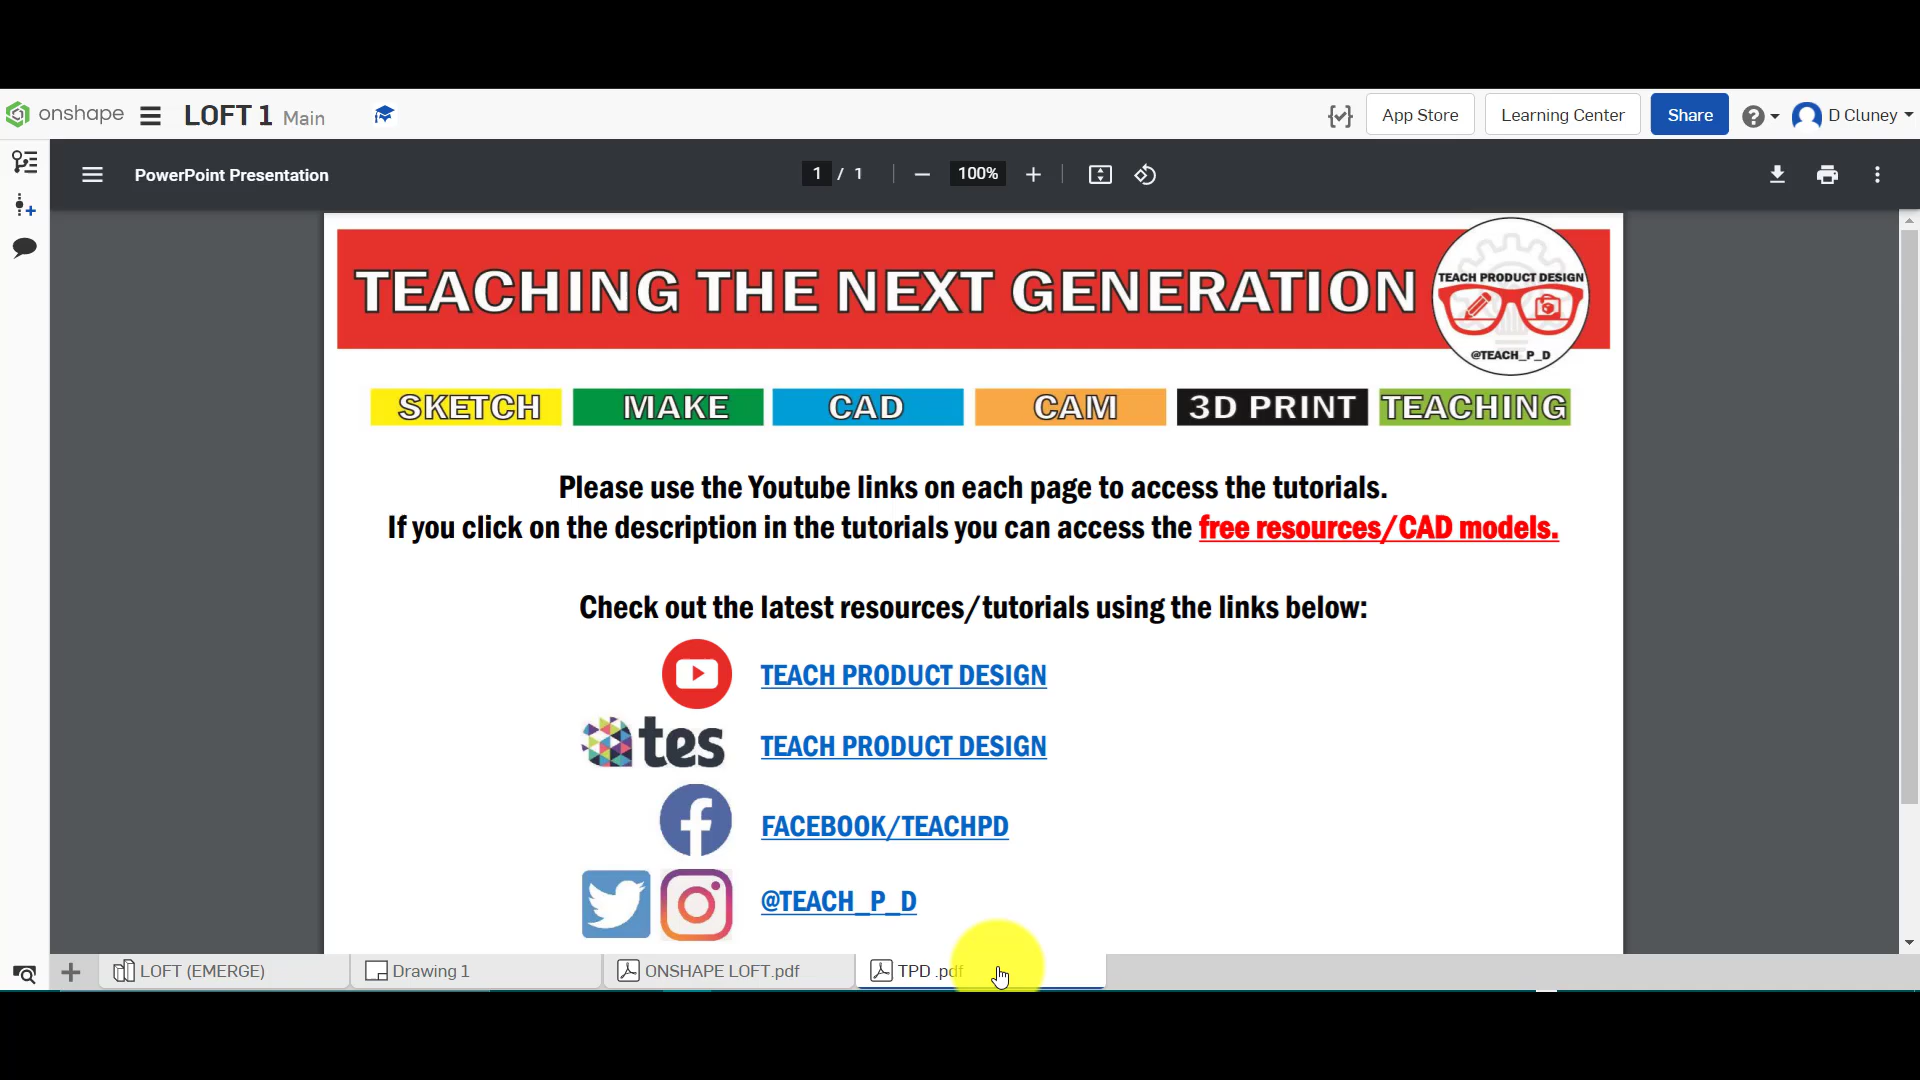 onshape
LOFT 1 Main
App Store
Learning Center
Share
D Cluney
PowerPoint Presentation
1 / 1
100%
TEACHING THE NEXT GENERATION
TEACH PRODUCT DESIGN
@TEACH_P_D
SKETCH
MAKE
CAD
CAM
3D PRINT
TEACHING
Please use the Youtube links on each page to access the tutorials.
If you click on the description in the tutorials you can access the free resources/CAD models.
Check out the latest resources/tutorials using the links below:
TEACH PRODUCT DESIGN
tes
TEACH PRODUCT DESIGN
FACEBOOK/TEACHPD
@TEACH_P_D
LOFT (EMERGE)
Drawing 1
ONSHAPE LOFT.pdf
TPD .pdf